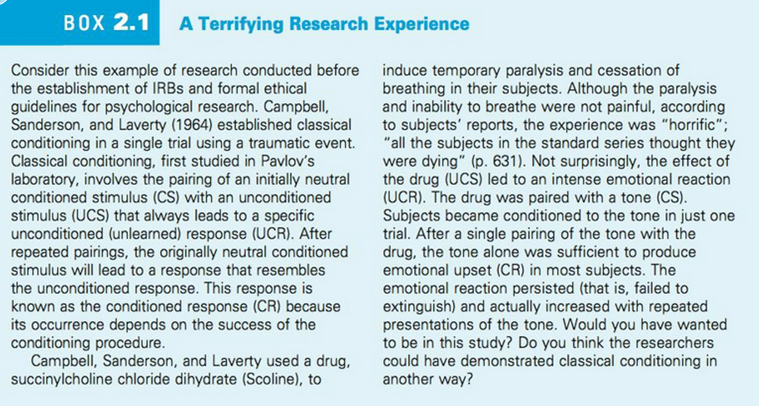 BOX 2.1 A Terrifying Research Experience
Consider this example of research conducted before
the establishment of IRBs and formal ethical
guidelines for psychological research. Campbell,
Sanderson, and Laverty (1964) established classical
conditioning in a single trial using a traumatic event.
Classical conditioning, first studied in Pavlov's
laboratory, involves the pairing of an initially neutral
conditioned stimulus (CS) with an unconditioned
stimulus (UCS) that always leads to a specific
unconditioned (unlearned) response (UCR). After
repeated pairings, the originally neutral conditioned
stimulus will lead to a response that resembles
the unconditioned response. This response is
known as the conditioned response (CR) because
its occurrence depends on the success of the
conditioning procedure.
Campbell, Sanderson, and Laverty used a drug,
succinylcholine chloride dihydrate (Scoline), to
induce temporary paralysis and cessation of
breathing in their subjects. Although the paralysis
and inability to breathe were not painful, according
to subjects' reports, the experience was "horrific";
"all the subjects in the standard series thought they
were dying" (p. 631). Not surprisingly, the effect of
the drug (UCS) led to an intense emotional reaction
(UCR). The drug was paired with a tone (CS).
Subjects became conditioned to the tone in just one
trial. After a single pairing of the tone with the
drug, the tone alone was sufficient to produce
emotional upset (CR) in most subjects. The
emotional reaction persisted (that is, failed to
extinguish) and actually increased with repeated
presentations of the tone. Would you have wanted
to be in this study? Do you think the researchers
could have demonstrated classical conditioning in
another way?